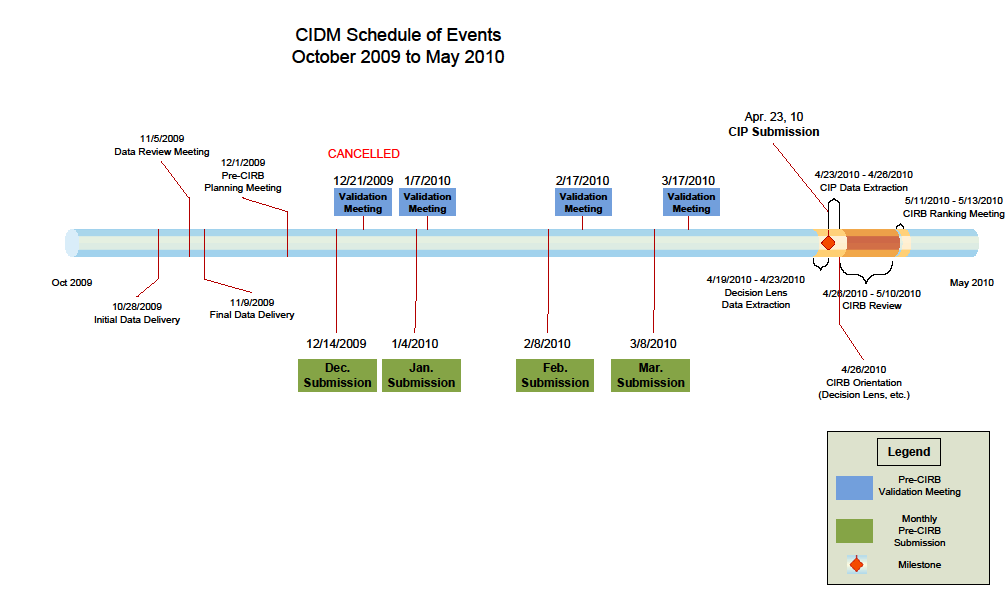 CIDM Schedule of Events
October 2009 to May 2010
Apr. 23, 10
CIP Submission
11/5/2009
Data Review Meeting
12/1/2009
Pre-CIRB
Planning Meeting
CANCELLED
12/21/2009
Validation
Meeting
1/7/2010
Validation
Meeting
2/17/2010
Validation
Meeting
3/17/2010
Validation
Meeting
4/23/2010 - 4/26/2010
CIP Data Extraction
5/11/2010 - 5/13/2010
CIRB Ranking Meeting
Oct 2009
May 2010
10/28/2009
Initial Data Delivery
11/9/2009
Final Data Delivery
4/19/2010 - 4/23/2010
Decision Lens
Data Extraction
4/26/2010 - 5/10/2010
CIRB Review
12/14/2009
Dec.
Submission
1/4/2010
Jan.
Submission
2/8/2010
Feb.
Submission
3/8/2010
Mar.
Submission
4/26/2010
CIRB Orientation
(Decision Lens, etc.)
Legend
Pre-CIRB
Validation Meeting
Monthly
Pre-CIRB
Submission
Milestone